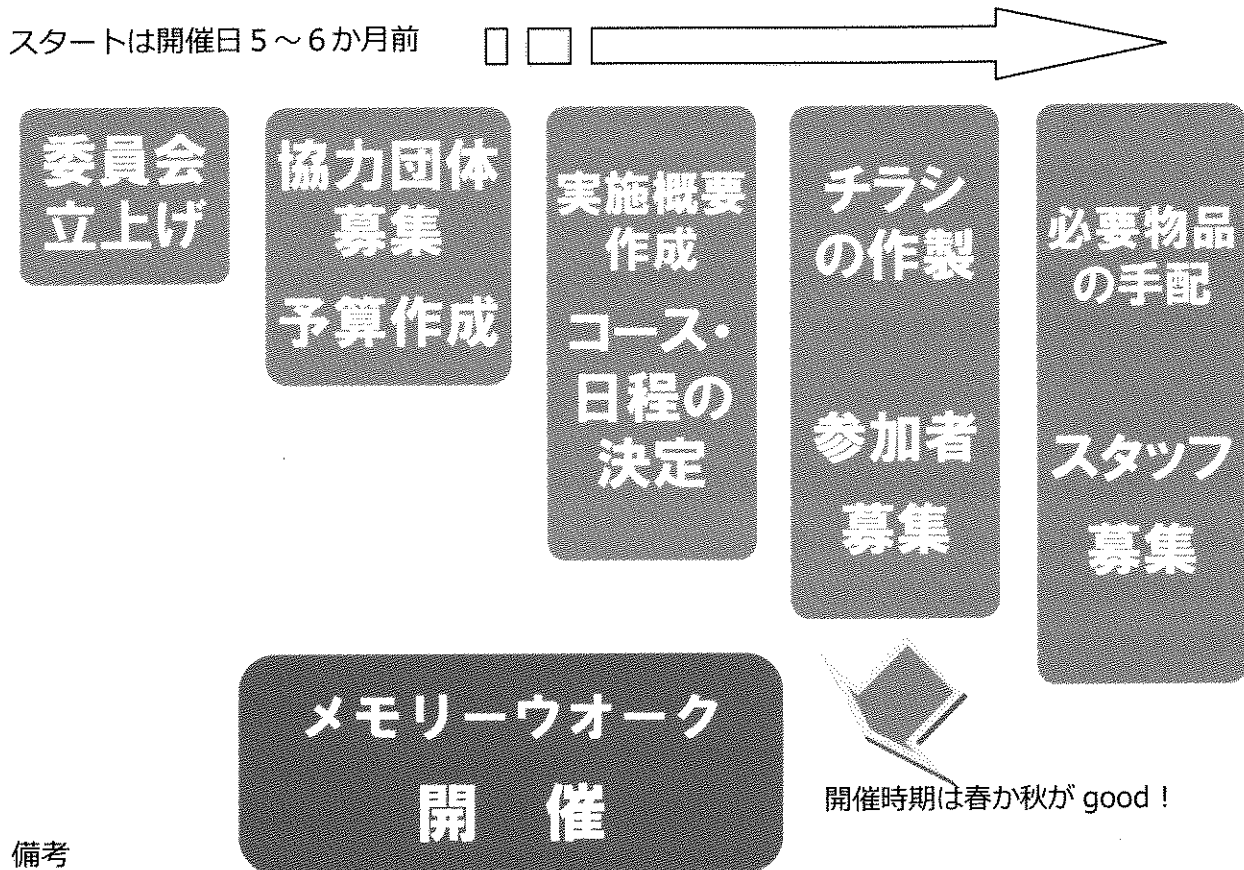 スタートは開催日5～6か月前
委員会
立上げ
協力団体
募集
予算作成
実施概要
作成
コース・
日程の
決定
チラシ
の作製
参加者
募集
必要物品
の手配
スタッフ
募集
メモリーウオーク
開 催
開催時期は春か秋が good！
備考